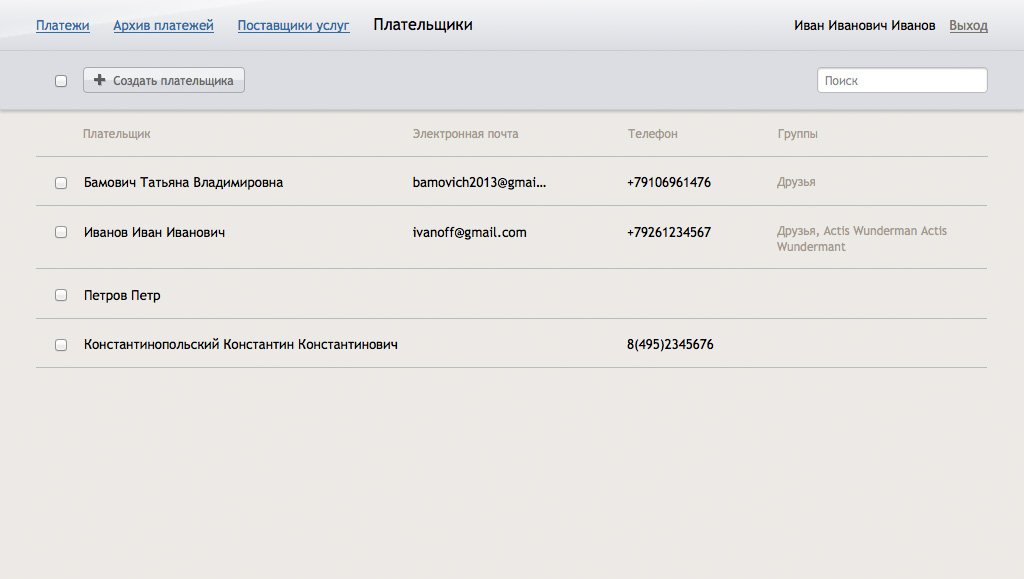 Платежи Архив платежей Поставщики услуг Плательщики Иван Иванович Иванов Выход
Создать плательщика Поиск
Плательщик Электронная почта Телефон Группы
Бамович Татьяна Владимировна bamovich2013@gmai... +79106961476 Друзья
Иванов Иван Иванович ivanoff@gmail.com +79261234567 Друзья, Actis Wunderman Actis
Wundermant
Петров Петр
Константинопольский Константин Константинович 8(495)2345676